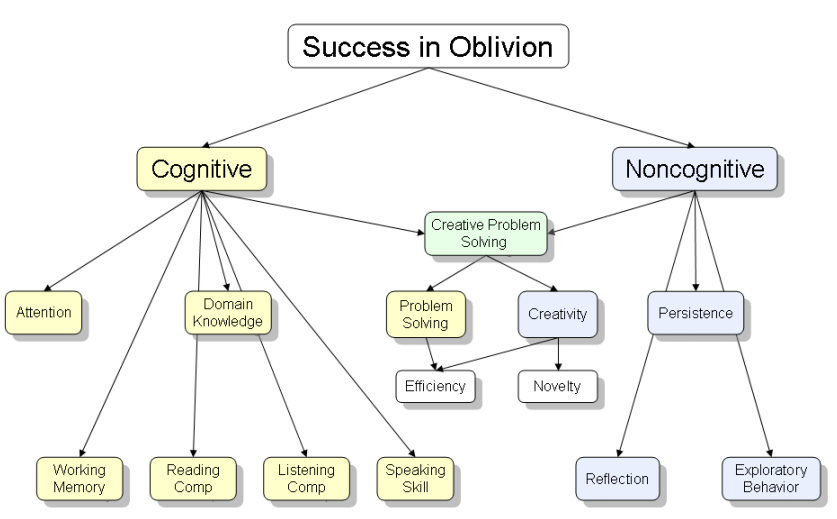 Success in Oblivion
Cognitive
Noncognitive
Creative Problem
Solving
Attention
Domain
Knowledge
Problem
Solving
Creativity
Persistence
Efficiency
Novelty
Working
Memory
Reading
Comp
Listening
Comp
Speaking
Skill
Reflection
Exploratory
Behavior